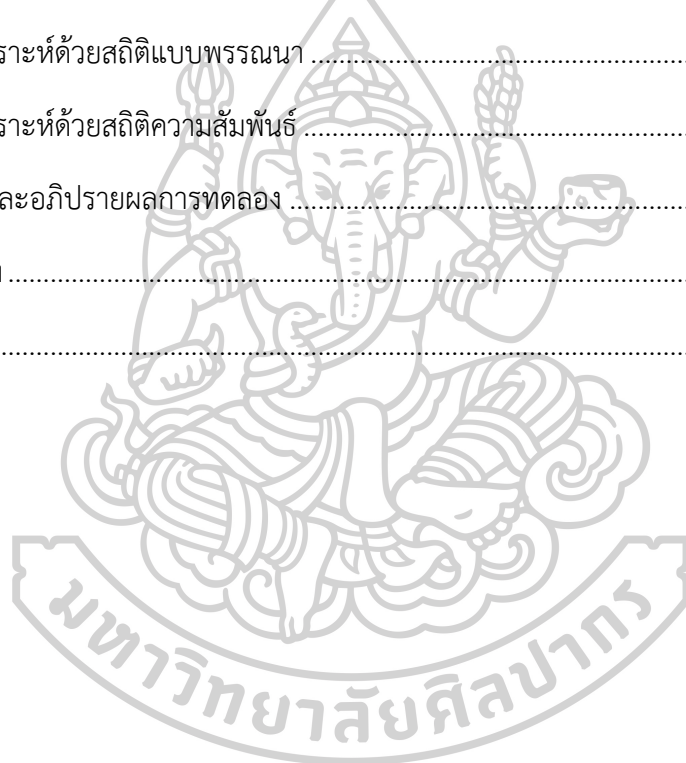 ราะห์ด้วยสถิติแบบพรรณนา ................................................
ราะห์ด้วยสถิติความสัมพันธ์ ................................................
ละอภิปรายผลการทดลอง ................................................
................................................................................
................................................................................
มหาวิทยาลัยศิลปากร